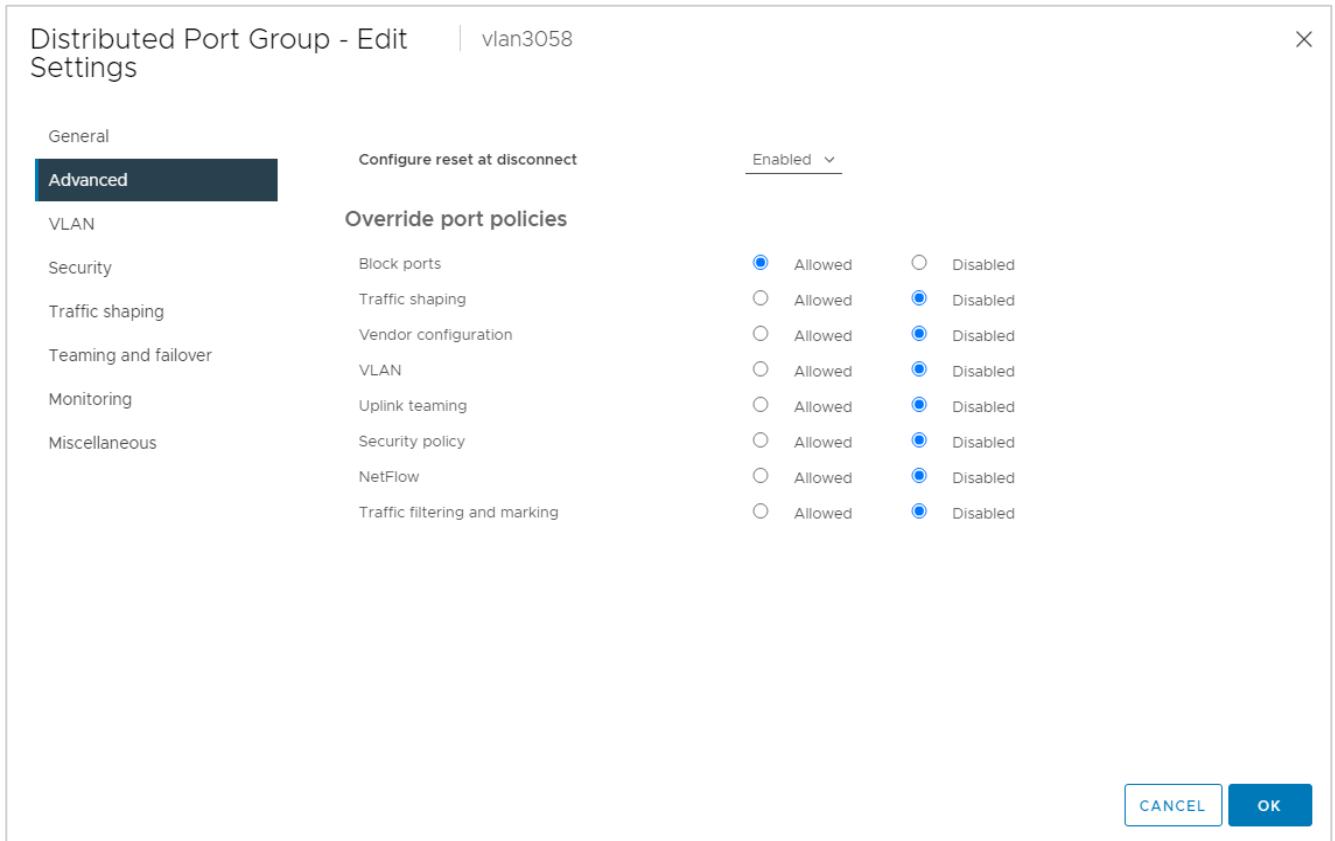 Distributed Port Group - Edit Settings
vlan3058
General
Advanced
VLAN
Security
Traffic shaping
Teaming and failover
Monitoring
Miscellaneous
Configure reset at disconnect Enabled
Override port policies
Block ports Allowed Disabled
Traffic shaping Allowed Disabled
Vendor configuration Allowed Disabled
VLAN Allowed Disabled
Uplink teaming Allowed Disabled
Security policy Allowed Disabled
NetFlow Allowed Disabled
Traffic filtering and marking Allowed Disabled
CANCEL OK